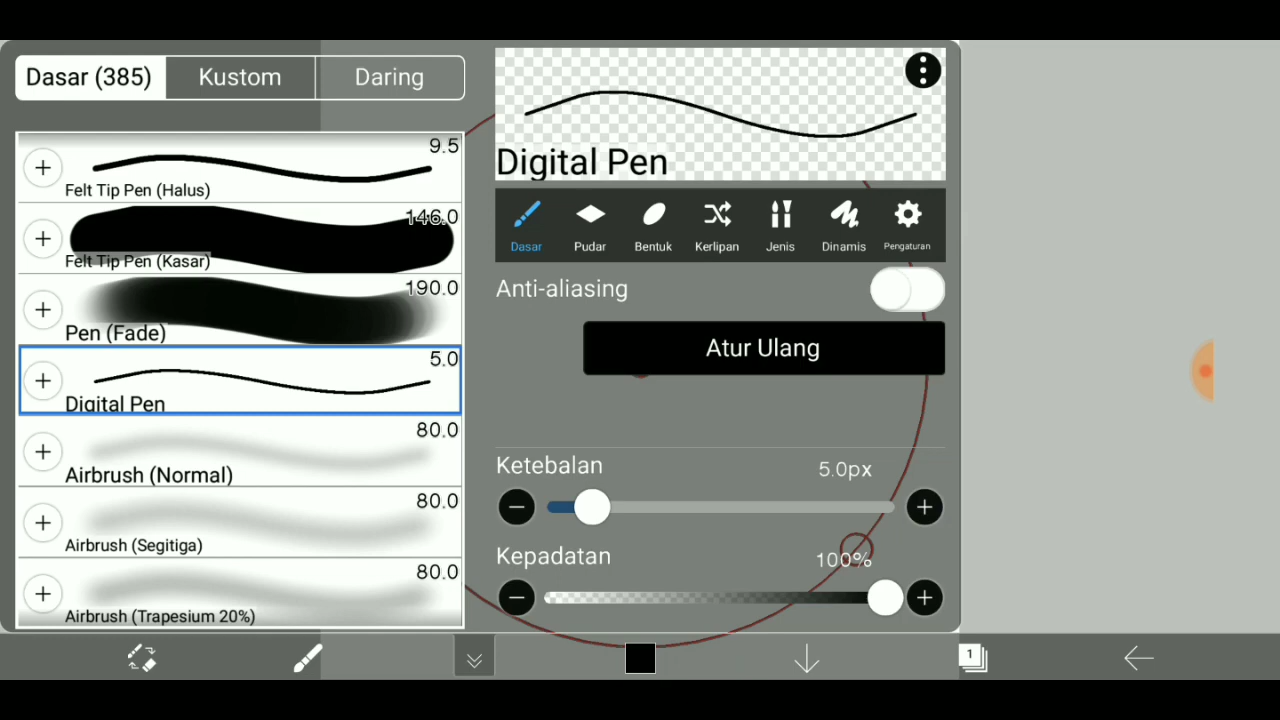 Dasar (385)
Kustom
Daring
9.5
Felt Tip Pen (Halus)
146.0
Felt Tip Pen (Kasar)
190.0
Pen (Fade)
5.0
Digital Pen
80.0
Airbrush (Normal)
80.0
Airbrush (Segitiga)
80.0
Airbrush (Trapesium 20%)
Digital Pen
Dasar
Pudar
Bentuk
Kerlipan
Jenis
Dinamis
Pengaturan
Anti-aliasing
Atur Ulang
Ketebalan
5.0px
Kepadatan
100%
1